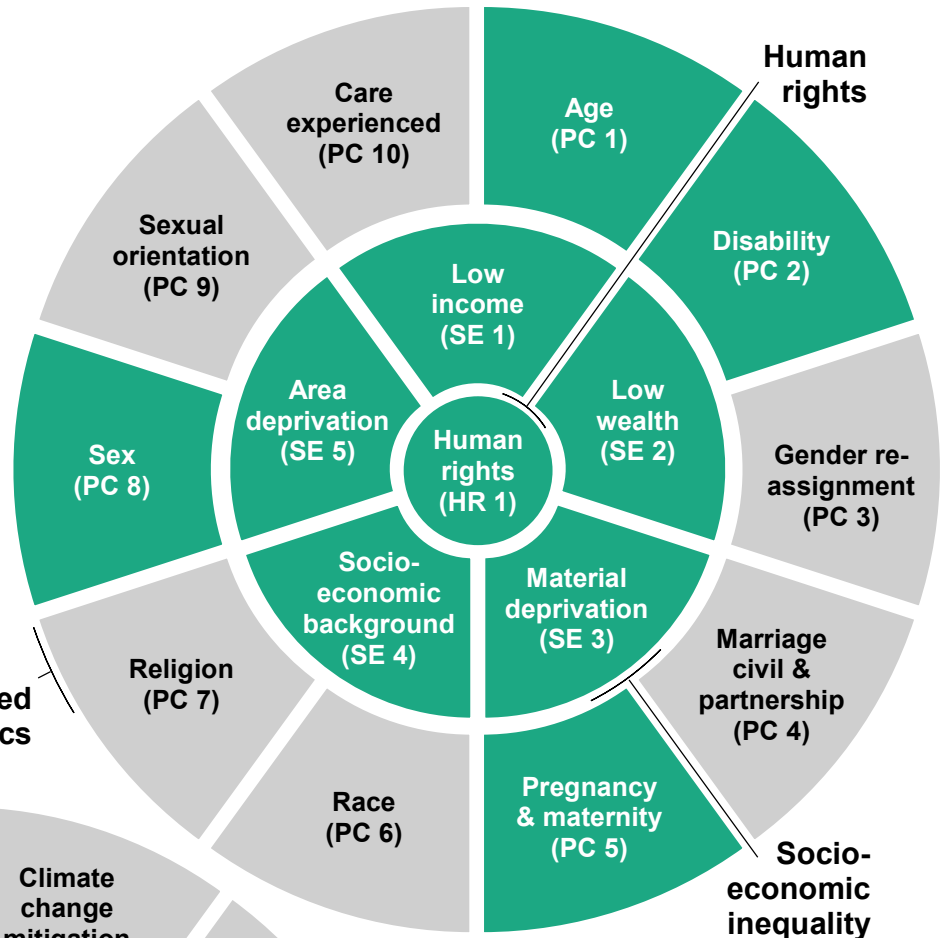 Human
rights
Care
experienced
(PC 10)
Age
(PC 1)
Sexual
orientation
(PC 9)
Disability
(PC 2)
Low
income
(SE 1)
Area
deprivation
(SE 5)
Low
wealth
(SE 2)
Human
rights
(HR 1)
Sex
(PC 8)
Gender re-
assignment
(PC 3)
Socio-
economic
background
(SE 4)
Material
deprivation
(SE 3)
Marriage
civil &
partnership
(PC 4)
Religion
(PC 7)
ed
cs
Race
(PC 6)
Pregnancy
& maternity
(PC 5)
Socio-
economic
inequality
Climate
change
mitigation